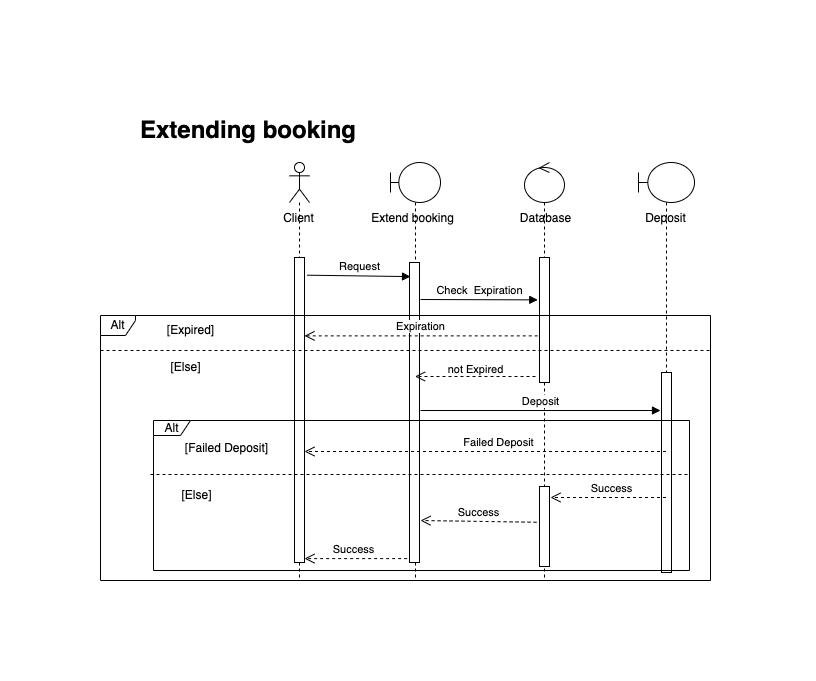 Extending booking
Client
Extend booking
Database
Deposit
Request
Check  Expiration
Alt
[Expired]
Expiration
[Else]
not Expired
Deposit
Alt
[Failed Deposit]
Failed Deposit
[Else]
Success
Success
Success